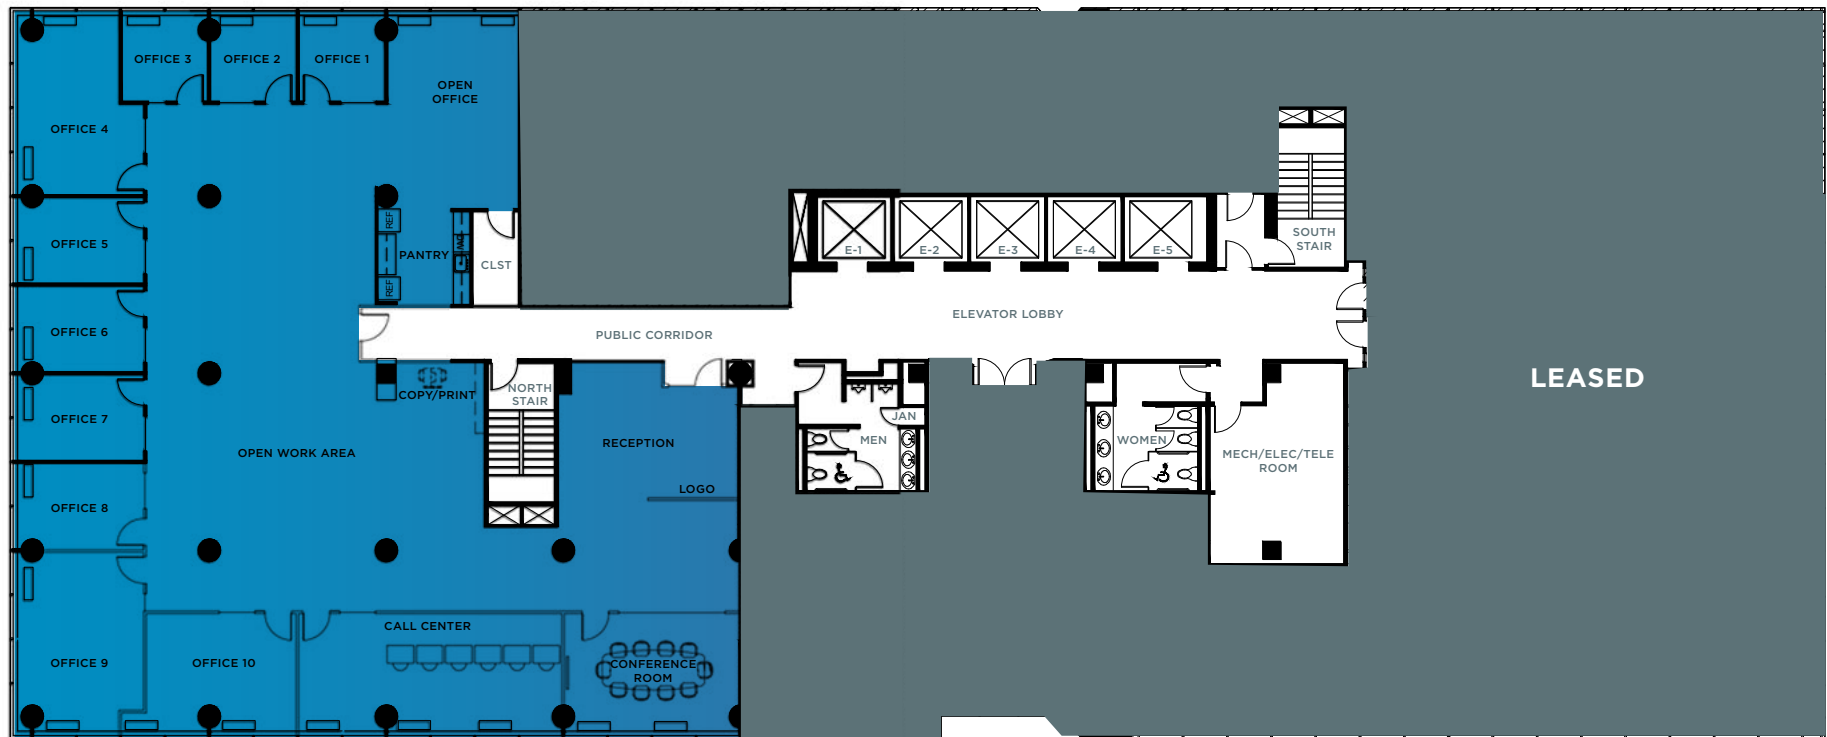 OFFICE 3
OFFICE 2
OFFICE 1
OPEN
OFFICE
OFFICE 4
OFFICE 5
REF
PANTRY
CLST
REF
E-1
E-2
E-3
E-4
E-5
SOUTH
STAIR
OFFICE 6
PUBLIC CORRIDOR
ELEVATOR LOBBY
LEASED
COPY/PRINT
NORTH
STAIR
OFFICE 7
OPEN WORK AREA
RECEPTION
JAN
MEN
WOMEN
MECH/ELEC/TELE
ROOM
LOGO
OFFICE 8
CALL CENTER
OFFICE 9
OFFICE 10
CONFERENCE
ROOM